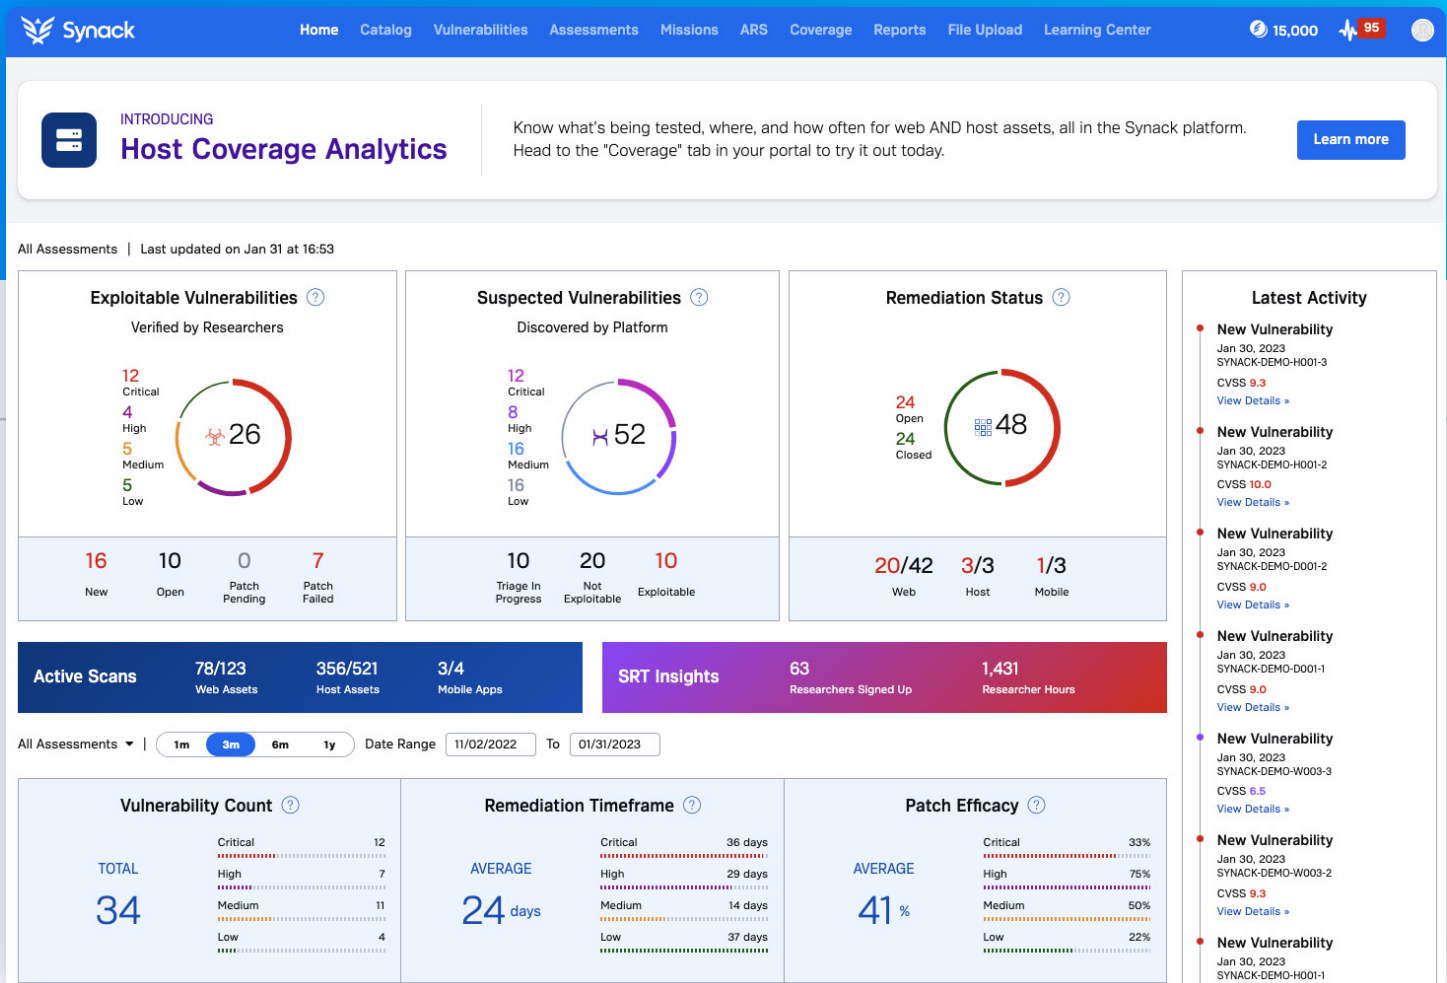 Synack
Home Catalog Vulnerabilities Assessments Missions ARS Coverage Reports File Upload Learning Center
15,000
95
INTRODUCING
Host Coverage Analytics
Know what's being tested, where, and how often for web AND host assets, all in the Synack platform.
Head to the "Coverage" tab in your portal to try it out today.
Learn more
All Assessments | Last updated on Jan 31 at 16:53
Exploitable Vulnerabilities ?
Verified by Researchers
12
Critical
4
High
5
Medium
5
Low
26
16
New
10
Open
0
Patch
Pending
7
Patch
Failed
Suspected Vulnerabilities ?
Discovered by Platform
12
Critical
8
High
16
Medium
16
Low
52
10
Triage In
Progress
20
Not
Exploitable
10
Exploitable
Remediation Status ?
24
Open
24
Closed
48
20/42
Web
3/3
Host
1/3
Mobile
Active Scans
78/123
Web Assets
356/521
Host Assets
3/4
Mobile Apps
SRT Insights
63
Researchers Signed Up
1,431
Researcher Hours
All Assessments | 1m 3m 6m 1y Date Range 11/02/2022 To 01/31/2023
Vulnerability Count ?
TOTAL
34
Critical 12
High 7
Medium 11
Low 4
Remediation Timeframe ?
AVERAGE
24 days
Critical 36 days
High 29 days
Medium 14 days
Low 37 days
Patch Efficacy ?
AVERAGE
41 %
Critical 33%
High 75%
Medium 50%
Low 22%
Latest Activity
New Vulnerability
Jan 30, 2023
SYNACK-DEMO-H001-3
CVSS 9.3
View Details »
New Vulnerability
Jan 30, 2023
SYNACK-DEMO-H001-2
CVSS 10.0
View Details »
New Vulnerability
Jan 30, 2023
SYNACK-DEMO-D001-2
CVSS 9.0
View Details »
New Vulnerability
Jan 30, 2023
SYNACK-DEMO-D001-1
CVSS 9.0
View Details »
New Vulnerability
Jan 30, 2023
SYNACK-DEMO-W003-3
CVSS 6.5
View Details »
New Vulnerability
Jan 30, 2023
SYNACK-DEMO-W003-2
CVSS 9.3
View Details »
New Vulnerability
Jan 30, 2023
SYNACK-DEMO-H001-1